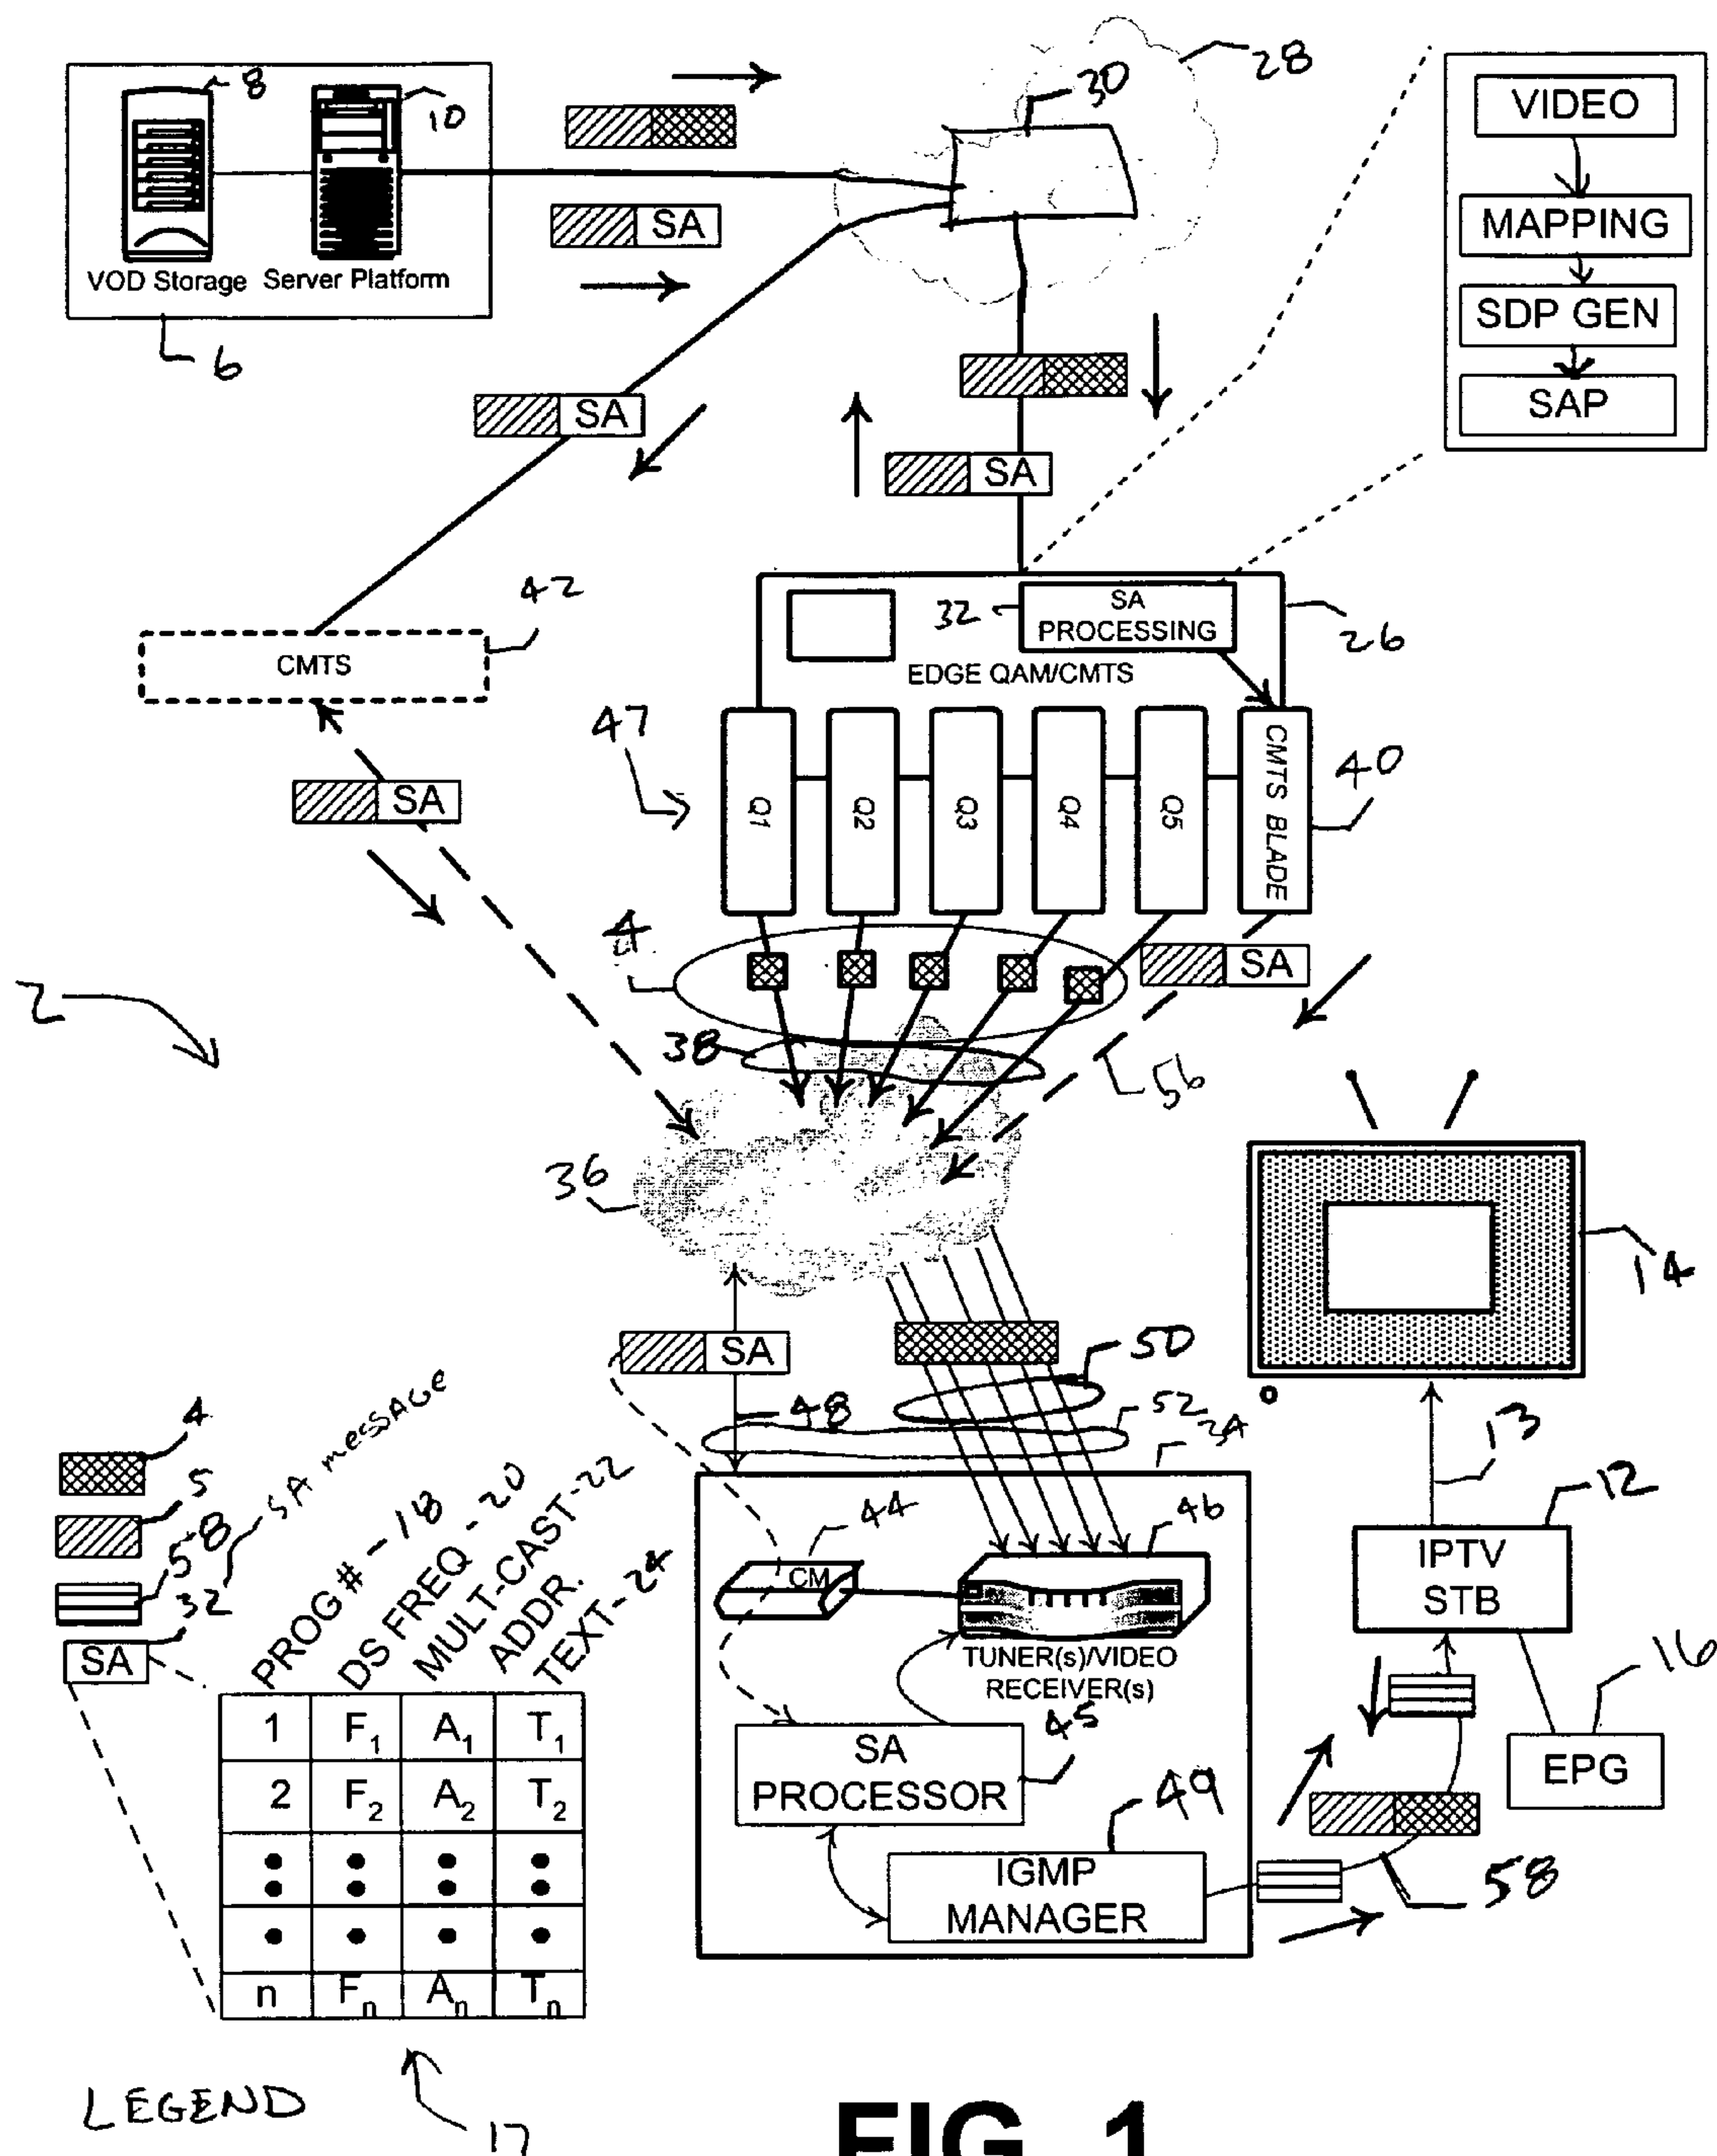 8
10
VOD Storage
Server Platform
6
SA
28
30
VIDEO
MAPPING
SDP GEN
SAP
SA
SA
42
CMTS
32
SA
PROCESSING
26
EDGE QAM/CMTS
47
Q1
Q2
Q3
Q4
Q5
CMTS BLADE
40
SA
4
SA
2
38
56
36
14
SA
50
48
52
34
13
4
5
58
32
SA message
SA
PROG # - 18
DS FREQ - 20
MULT-CAST-22
ADDR.
TEXT-24
1 F1 A1 T1
2 F2 A2 T2
n Fn An Tn
44
CM
46
TUNER(s)/VIDEO
RECEIVER(s)
45
SA
PROCESSOR
49
IGMP
MANAGER
12
IPTV
STB
16
EPG
58
LEGEND
17
FIG. 1